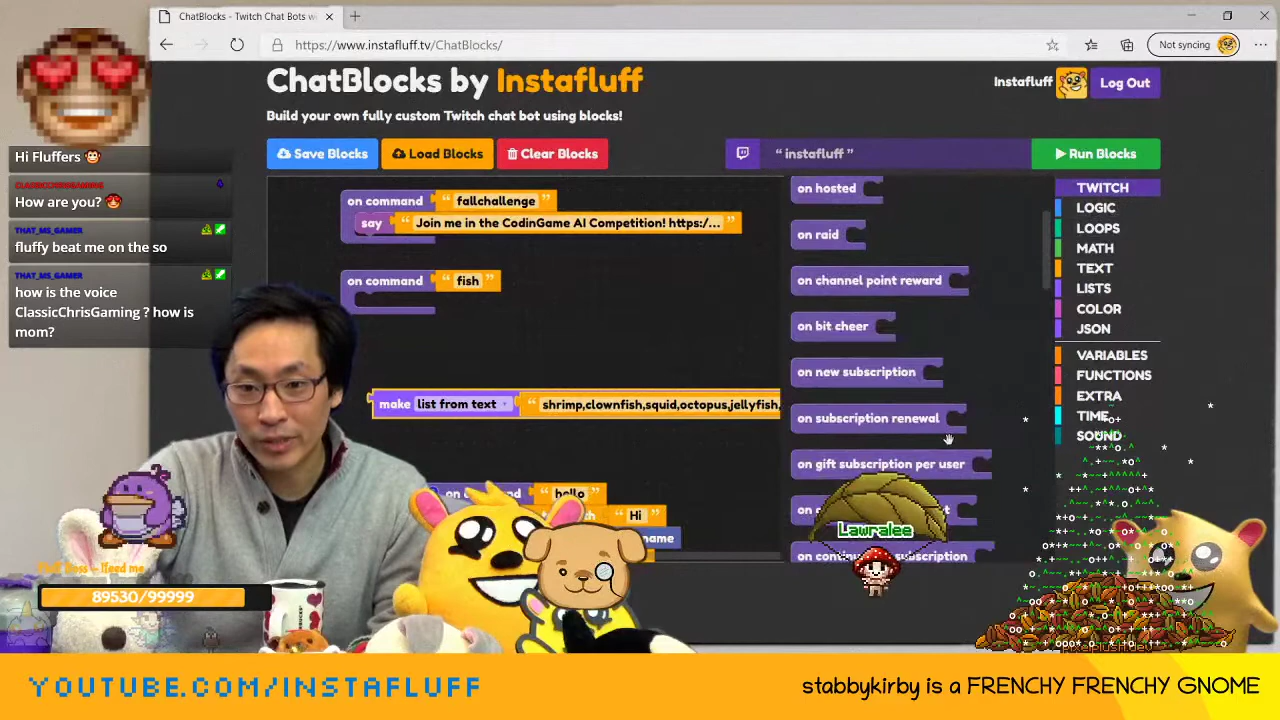 ChatBlocks - Twitch Chat Bots w
https://www.instafluff.tv/ChatBlocks/
Not syncing
ChatBlocks by Instafluff
Instafluff
Log Out
Build your own fully custom Twitch chat bot using blocks!
Save Blocks
Load Blocks
Clear Blocks
“ instafluff ”
Run Blocks
Hi Fluffers
CLASSICCHRISGAMING
How are you?
THAT_MS_GAMER
fluffy beat me on the so
THAT_MS_GAMER
how is the voice
ClassicChrisGaming ? how is
mom?
on command “ fallchallenge ”
say “ Join me in the CodinGame AI Competition! https:/... ”
on command “ fish ”
make list from text “ shrimp,clownfish,squid,octopus,jellyfish,
“ hello ”
“ Hi ”
name
on hosted
on raid
on channel point reward
on bit cheer
on new subscription
on subscription renewal
on gift subscription per user
TWITCH
LOGIC
LOOPS
MATH
TEXT
LISTS
COLOR
JSON
VARIABLES
FUNCTIONS
EXTRA
TIME
SOUND
Lawralee
89530/99999
YOUTUBE.COM/INSTAFLUFF
stabbykirby is a FRENCHY FRENCHY GNOME